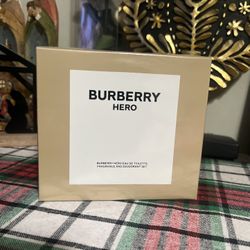 BURBERRY
HERO
BURBERRY HERO EAU DE TOILETTE
FRAGRANCE AND DEODORANT SET